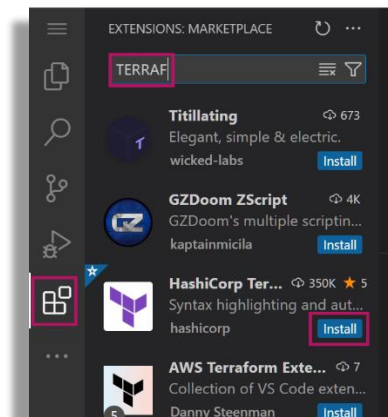 EXTENSIONS: MARKETPLACE
TERRAF
Titillating 673
Elegant, simple & electric.
wicked-labs Install
GZDoom ZScript 4K
GZDoom's multiple scriptin...
kaptainmicila Install
HashiCorp Ter... 350K ★ 5
Syntax highlighting and aut...
hashicorp Install
AWS Terraform Exte... 7
Collection of VS Code exten...
5 Danny Steenman Install